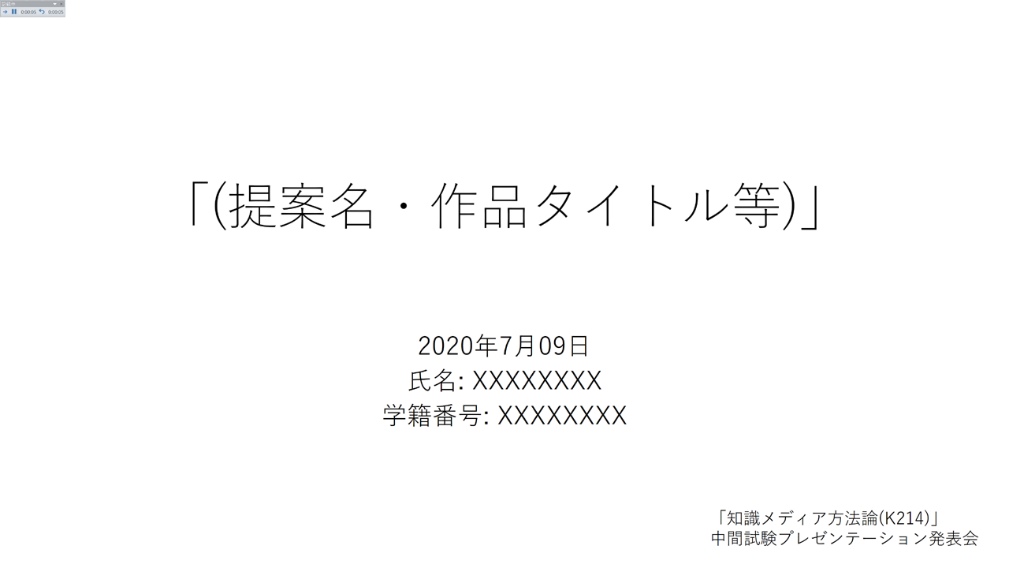 「(提案名・作品タイトル等)」
2020年7月09日
氏名: XXXXXXXX
学籍番号: XXXXXXXX
「知識メディア方法論(K214)」
中間試験プレゼンテーション発表会